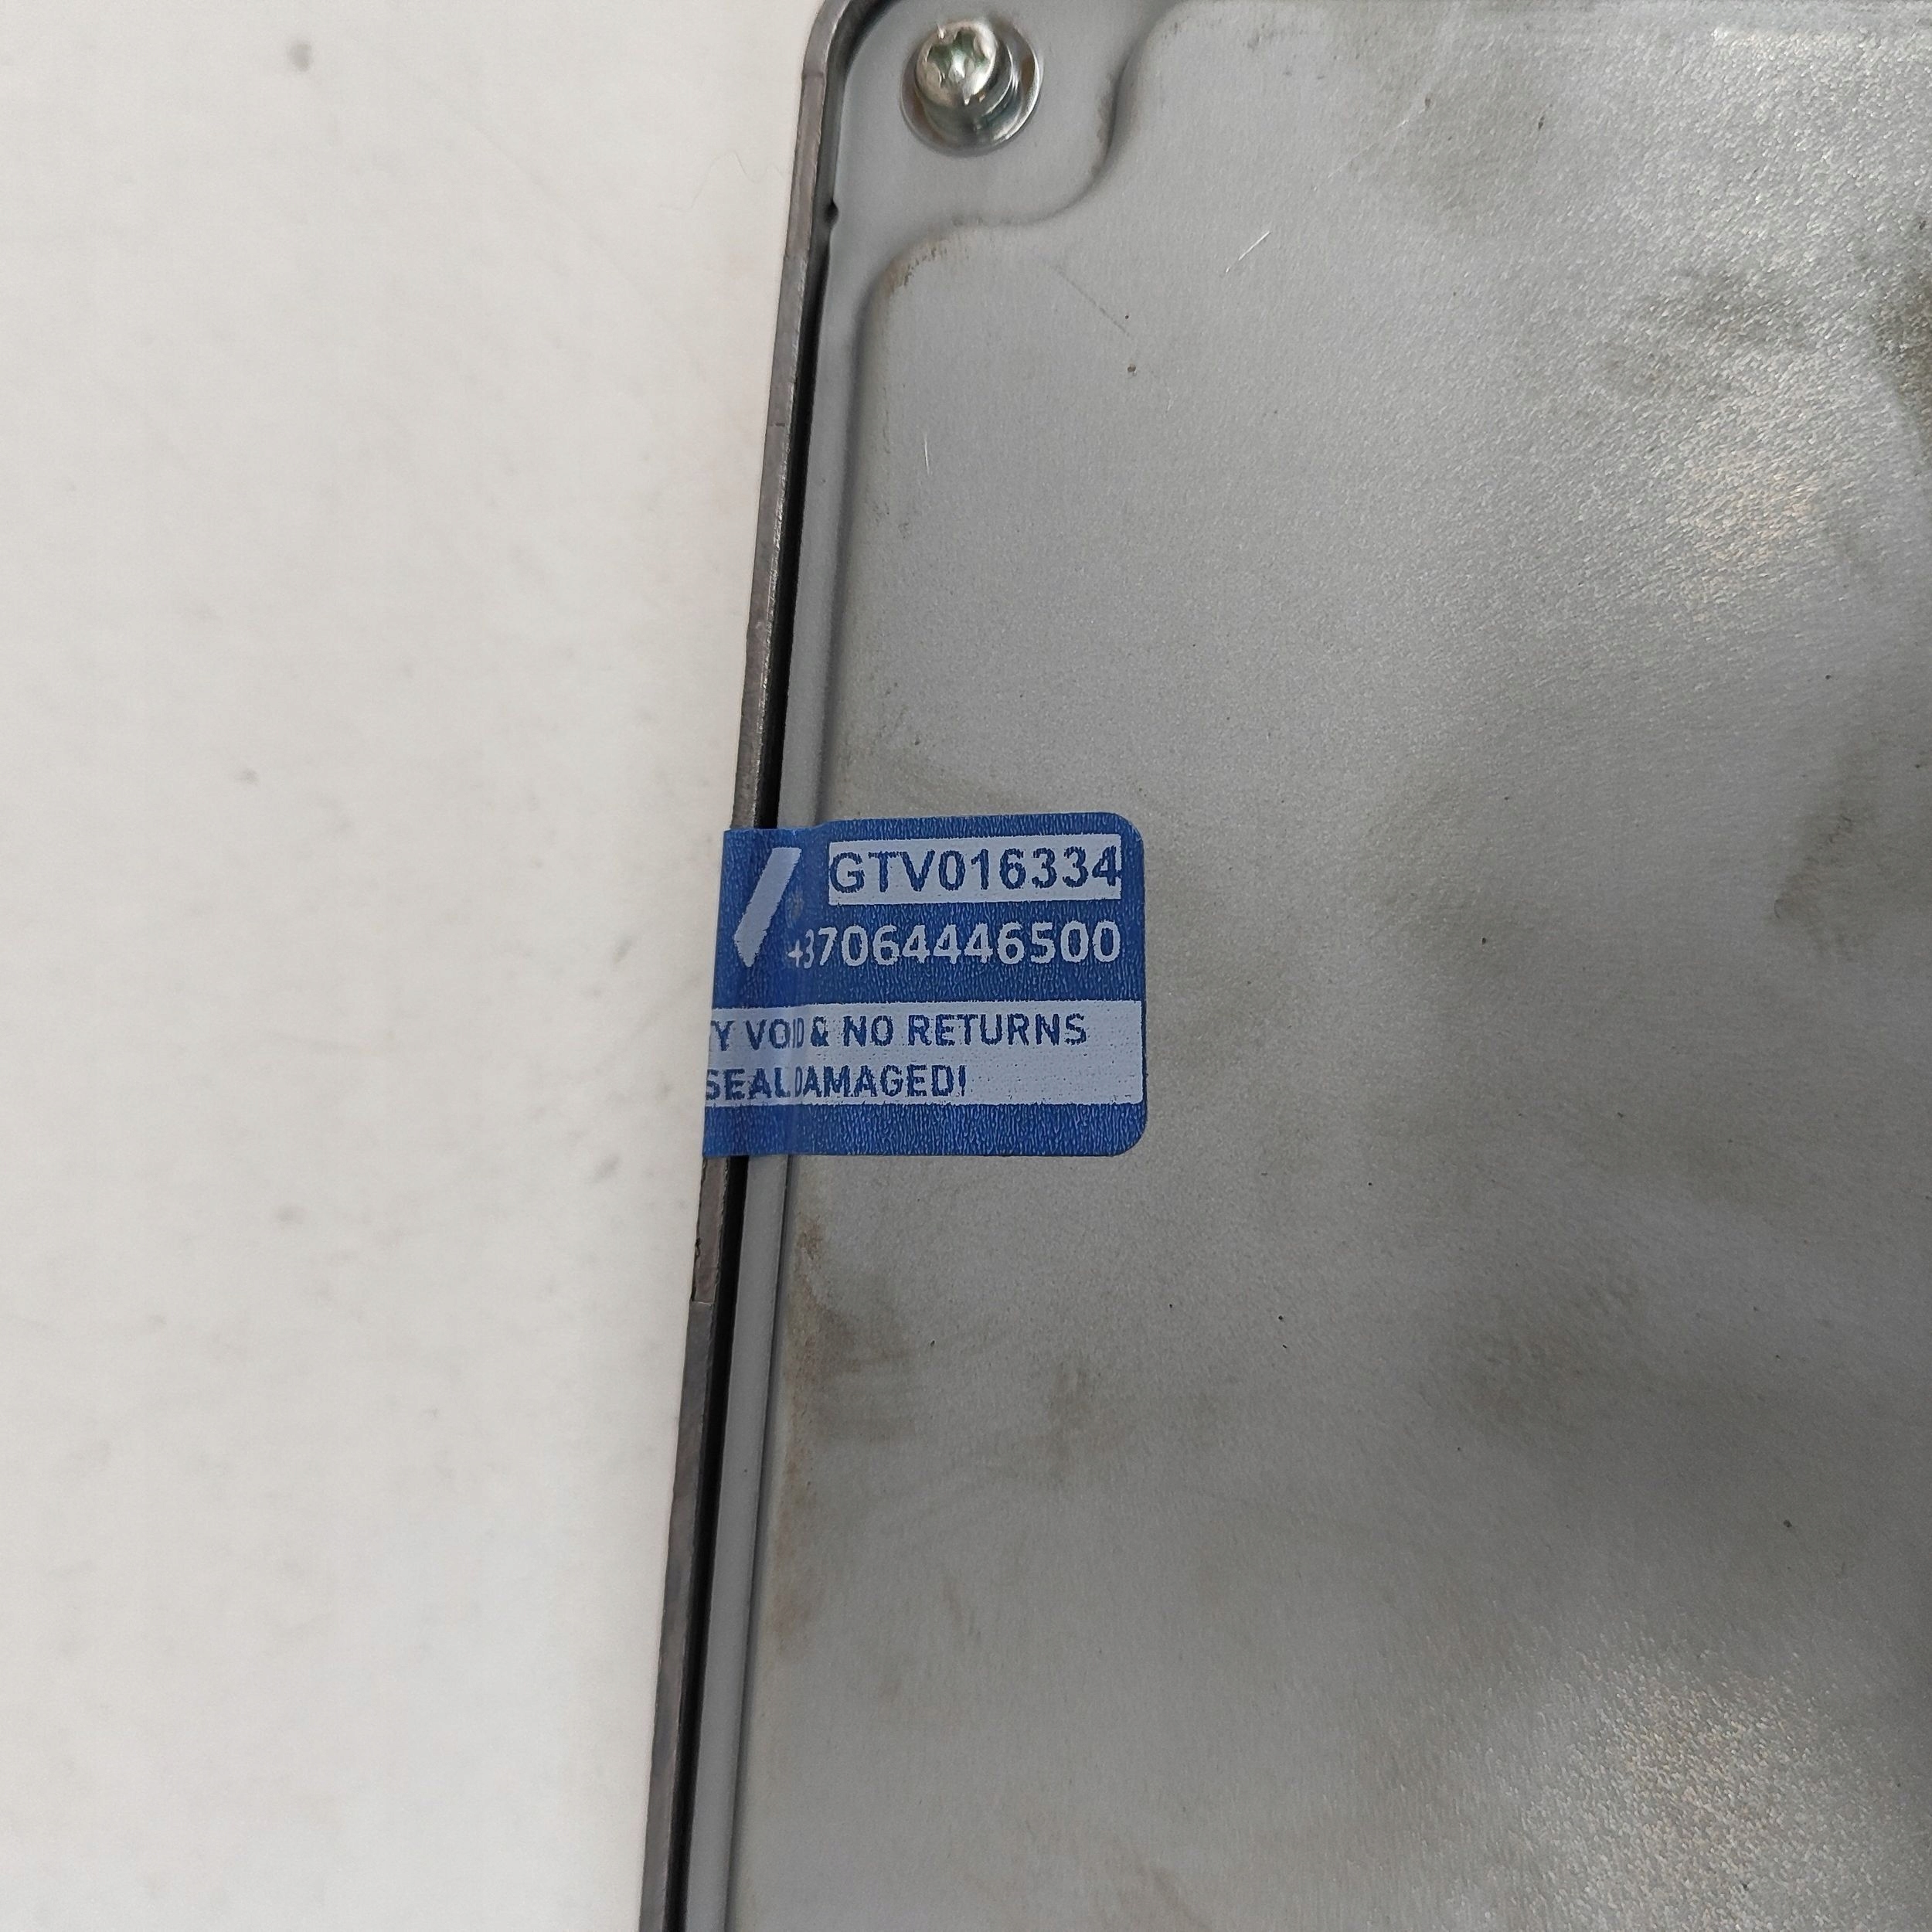 GTV016334
+37064446500
Y VOID & NO RETURNS
SEAL DAMAGED!